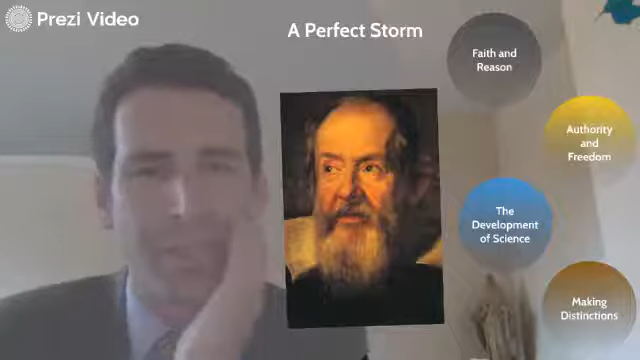 Prezi Video
A Perfect Storm
Faith and
Reason
Authority
and
Freedom
The
Development
of Science
Making
Distinctions